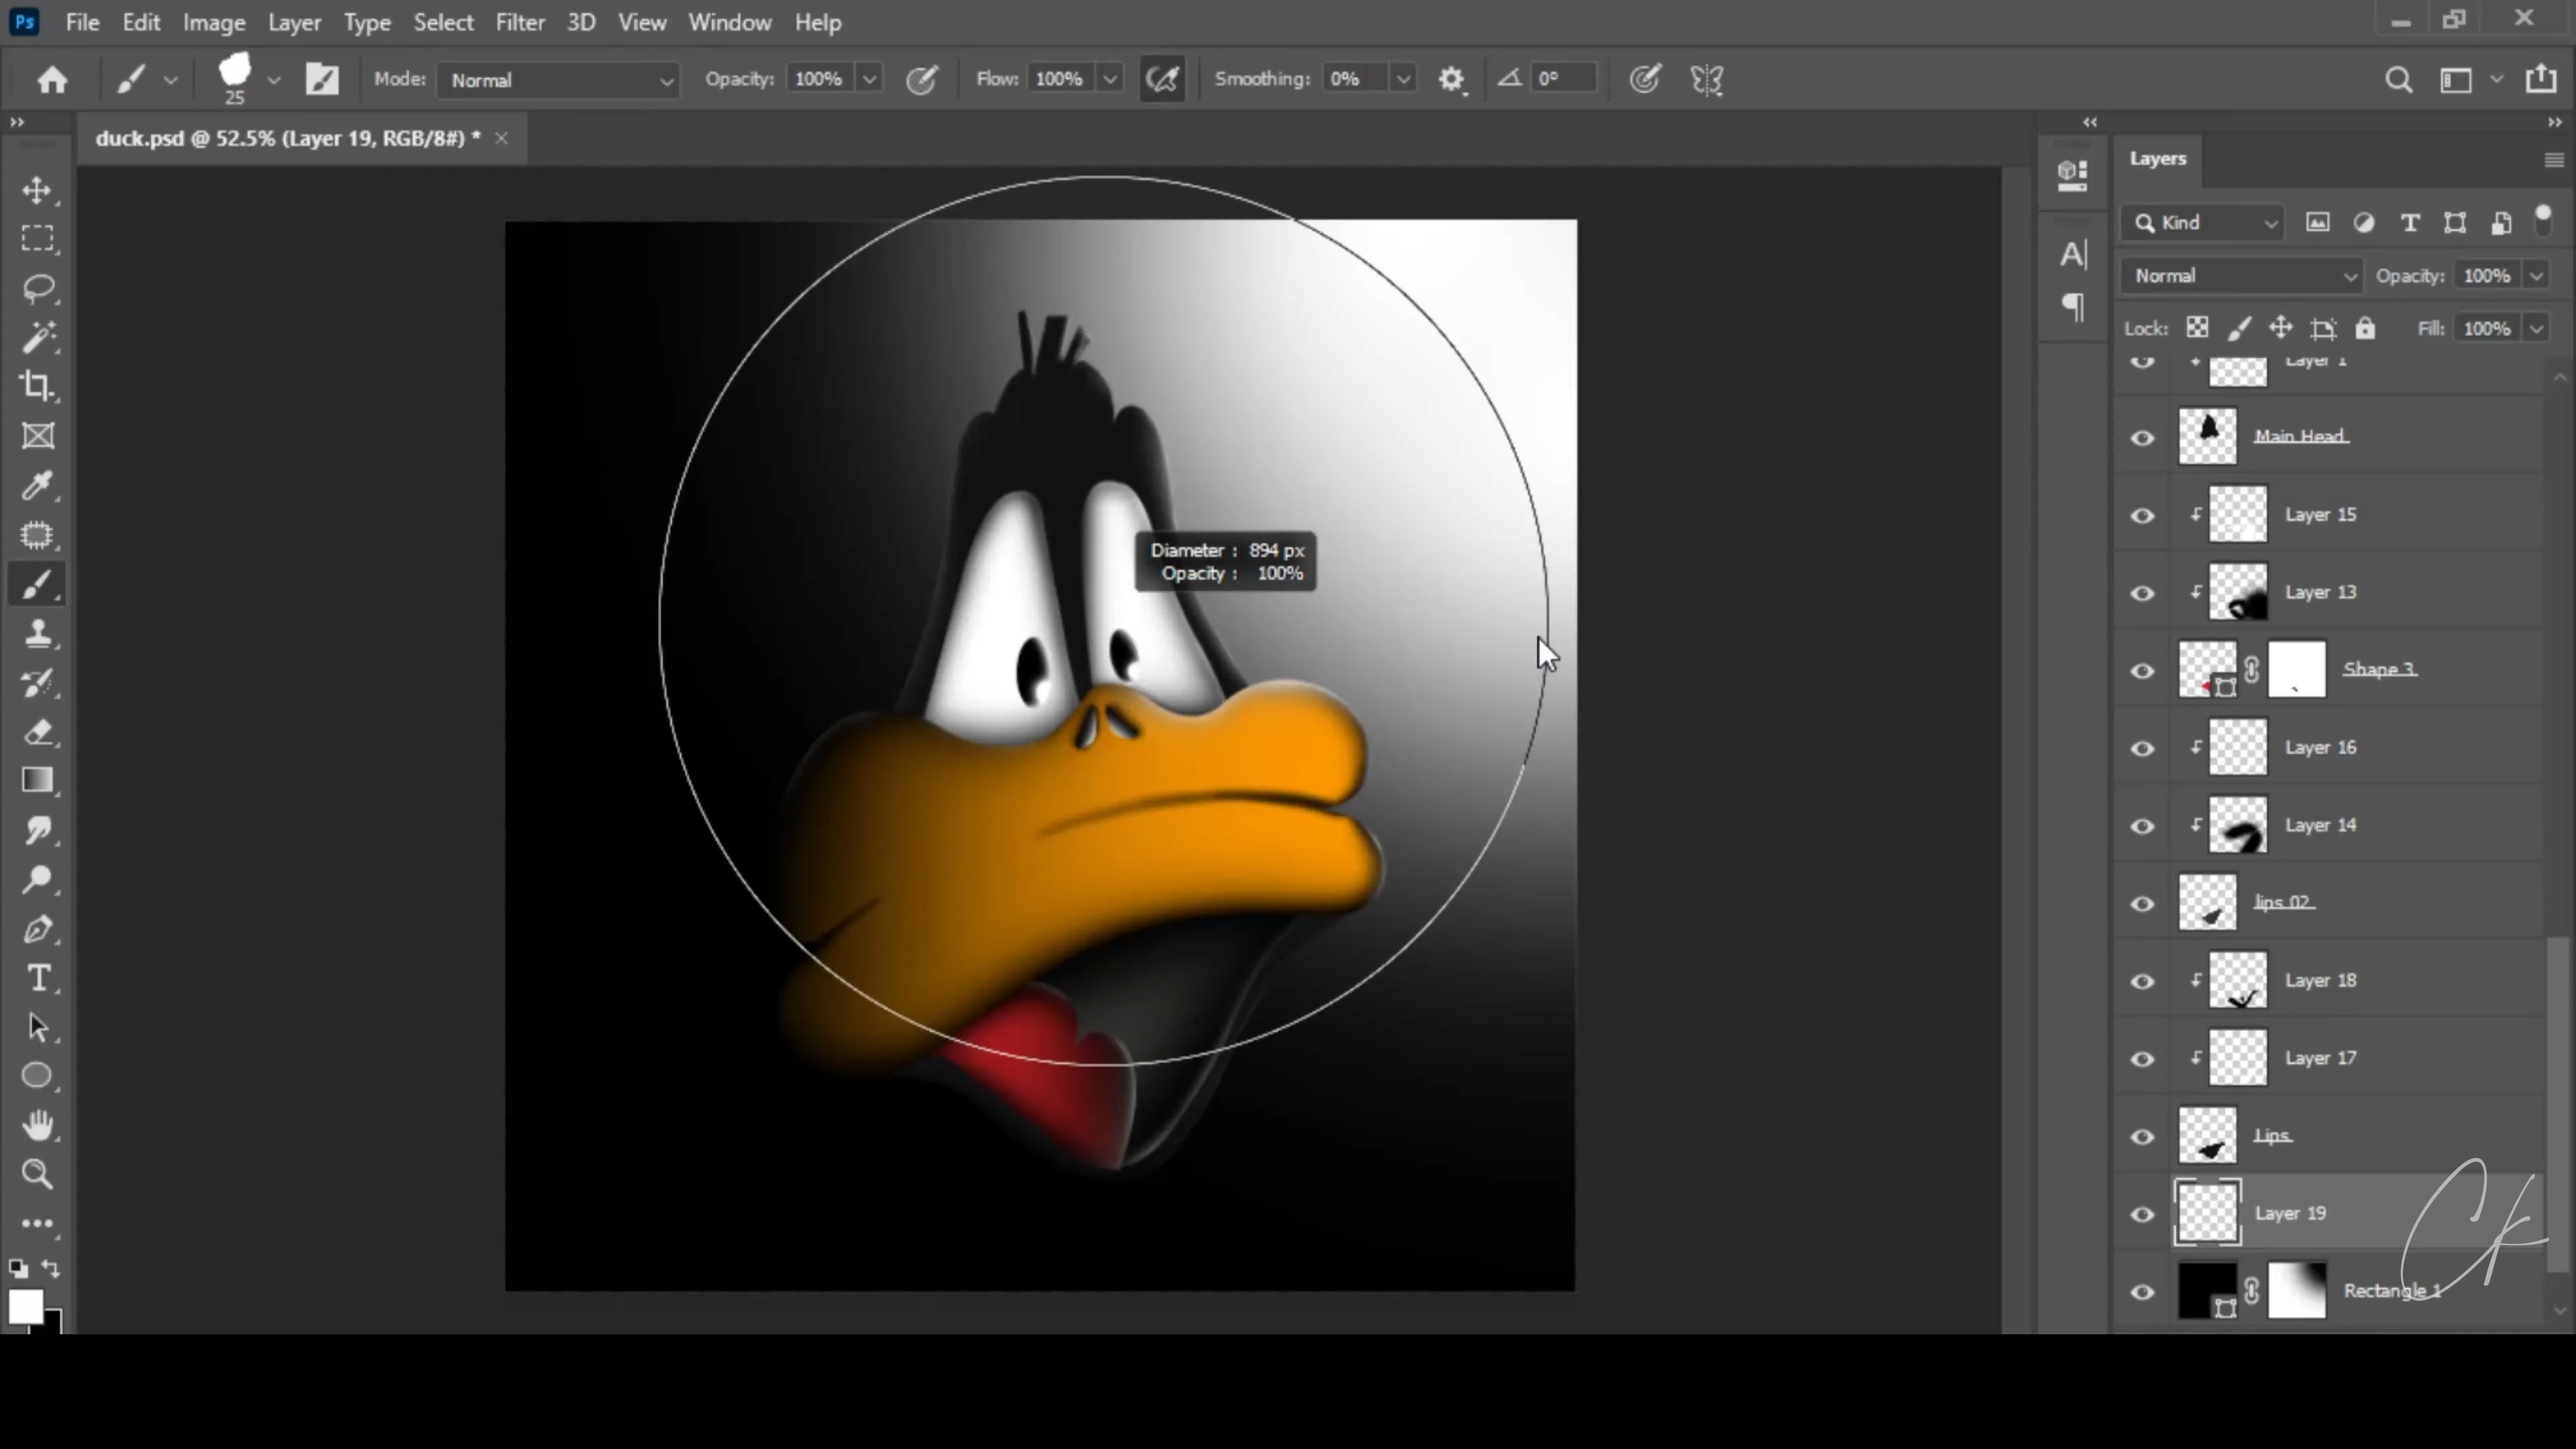 Ps File Edit Image Layer Type Select Filter 3D View Window Help
25 Mode: Normal Opacity: 100% Flow: 100% Smoothing: 0% 0°
duck.psd @ 52.5% (Layer 19, RGB/8#) * ×
Layers
Kind
Normal Opacity: 100%
Lock: Fill: 100%
Layer 1
Main Head
Layer 15
Diameter : 894 px
Opacity : 100%
Layer 13
Shape 3
Layer 16
Layer 14
lips 02
Layer 18
Layer 17
Lips
Layer 19
Rectangle 1